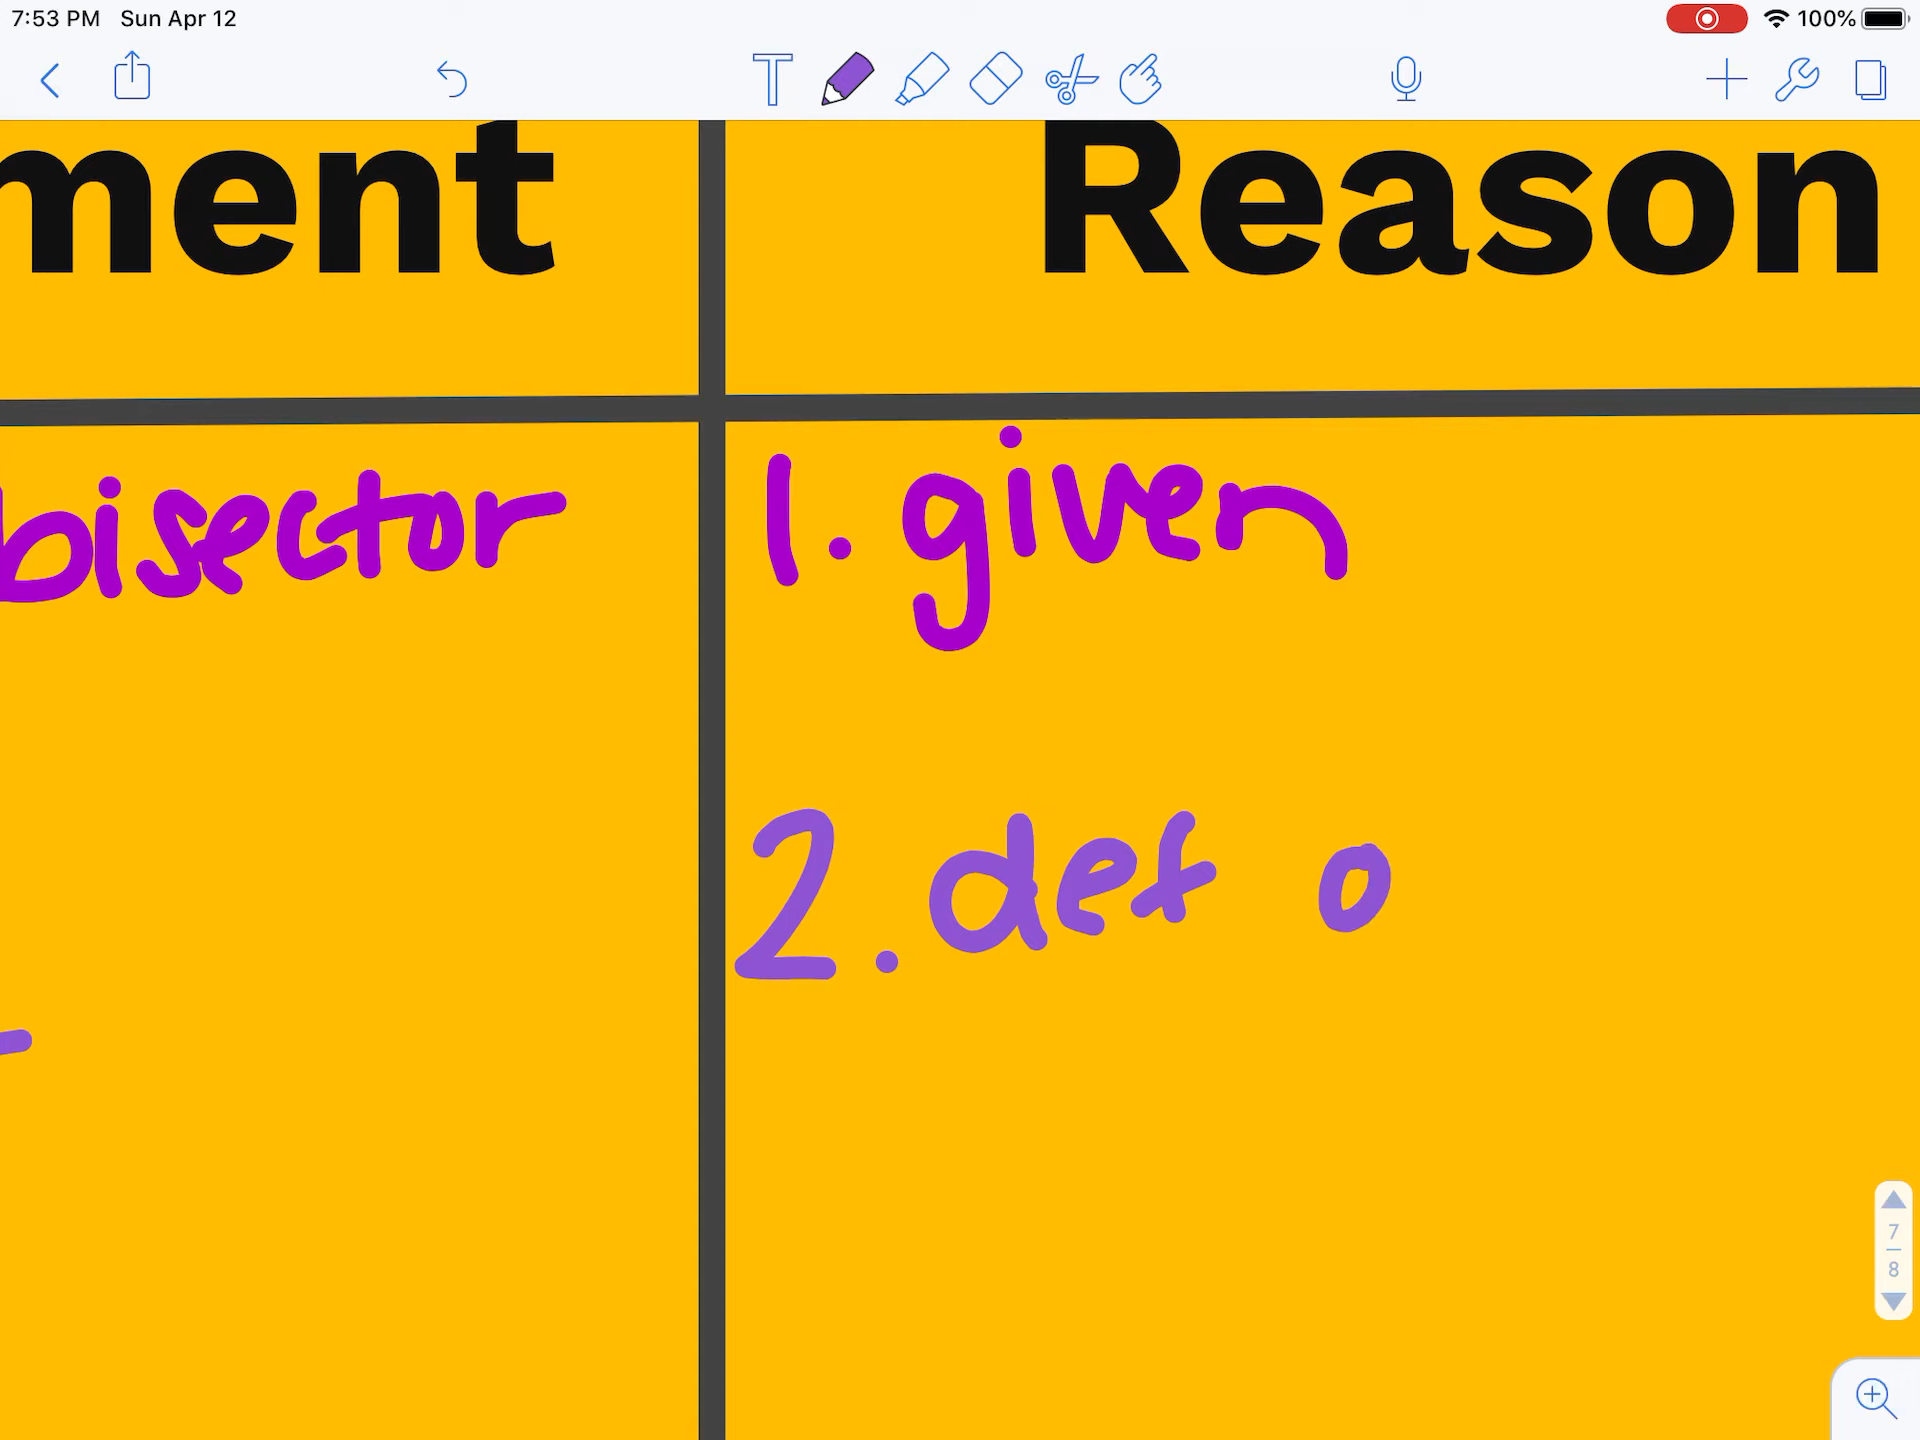 7:53 PM Sun Apr 12 100%
T
ment Reason
bisector 1. given
2. def o
7
8